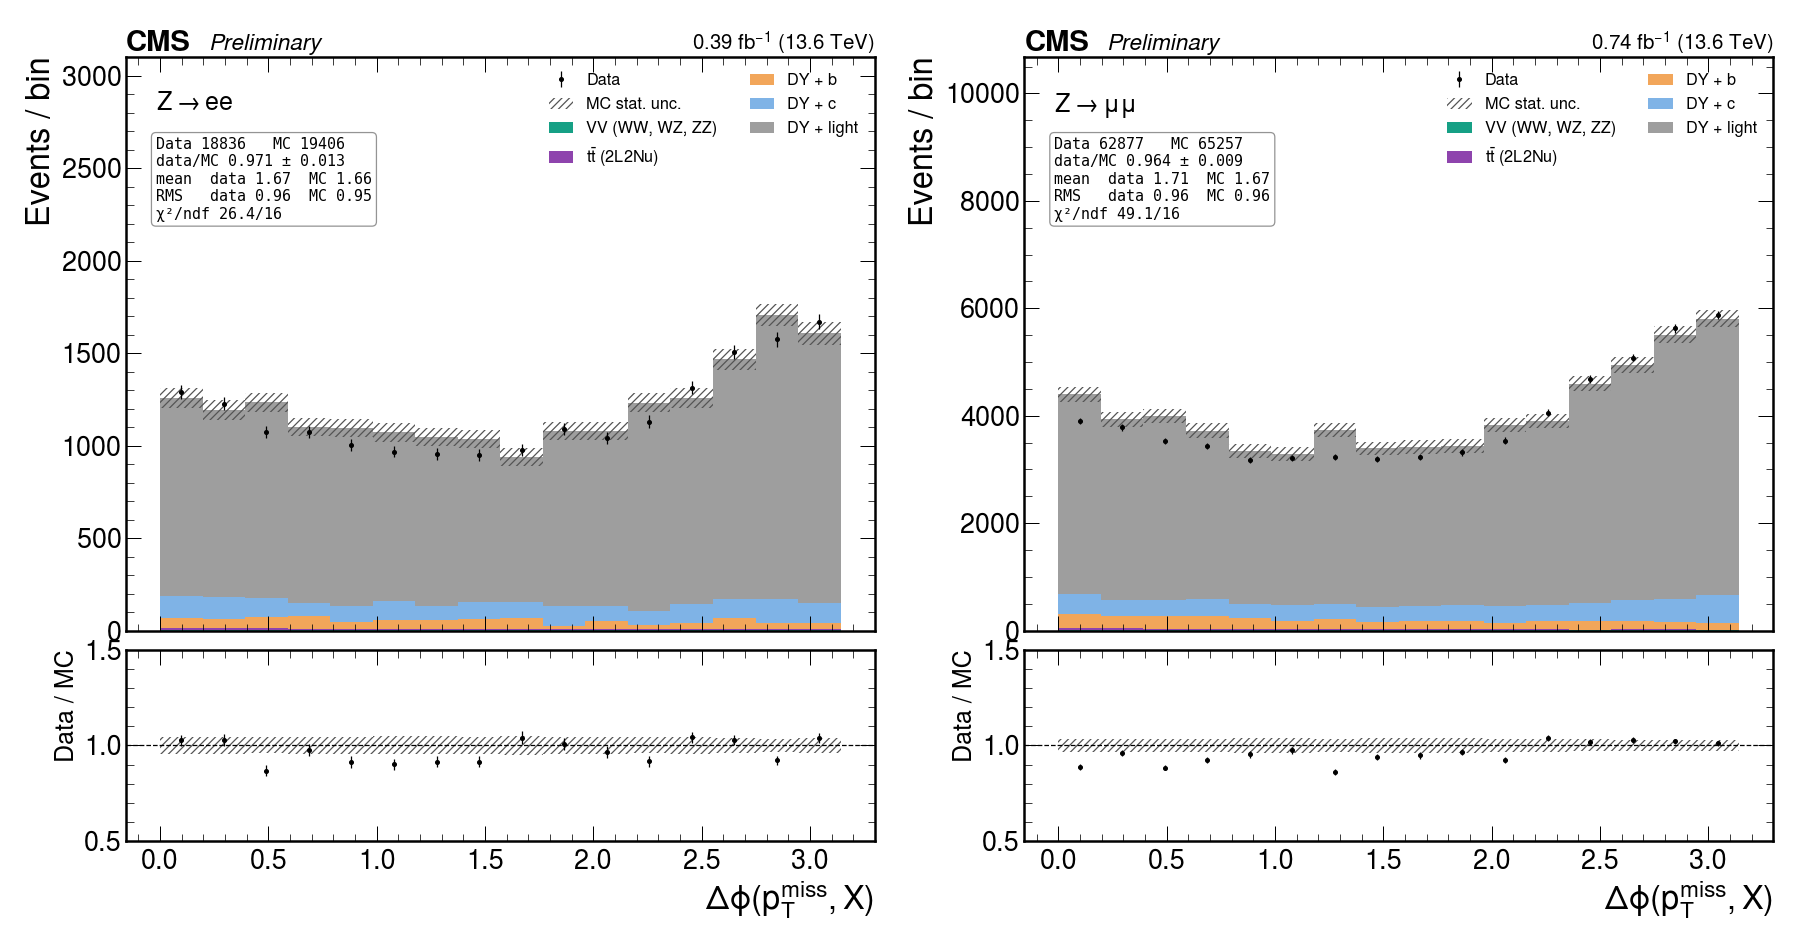 CMS Preliminary 0.39 fb⁻¹ (13.6 TeV)
Events / bin
3000
2500
2000
1500
1000
500
0
Z→ee
Data 18836   MC 19406
data/MC 0.971 ± 0.013
mean  data 1.67  MC 1.66
RMS   data 0.96  MC 0.95
χ²/ndf 26.4/16
Data
MC stat. unc.
VV (WW, WZ, ZZ)
tt̄ (2L2Nu)
DY + b
DY + c
DY + light
Data / MC
1.5
1.0
0.5
0.0 0.5 1.0 1.5 2.0 2.5 3.0
Δϕ(p_T^miss, X)
CMS Preliminary 0.74 fb⁻¹ (13.6 TeV)
Events / bin
10000
8000
6000
4000
2000
0
Z→μμ
Data 62877   MC 65257
data/MC 0.964 ± 0.009
mean  data 1.71  MC 1.67
RMS   data 0.96  MC 0.96
χ²/ndf 49.1/16
Data
MC stat. unc.
VV (WW, WZ, ZZ)
tt̄ (2L2Nu)
DY + b
DY + c
DY + light
Data / MC
1.5
1.0
0.5
0.0 0.5 1.0 1.5 2.0 2.5 3.0
Δϕ(p_T^miss, X)